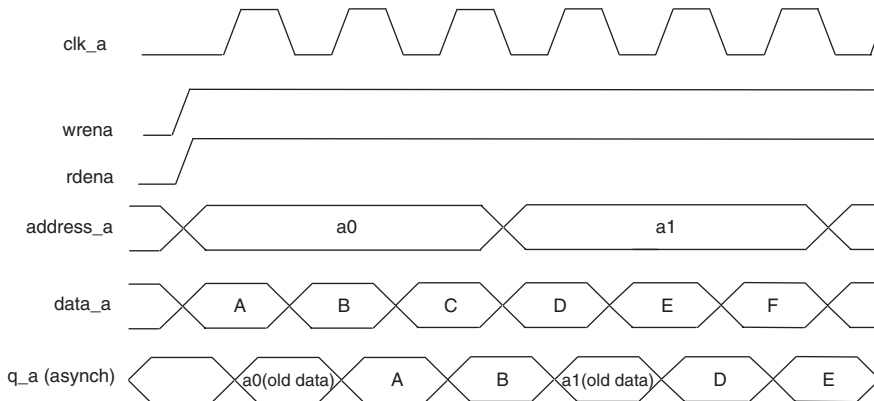 clk_a
wrena
rdena
address_a a0 a1
data_a A B C D E F
q_a (asynch) a0(old data) A B a1(old data) D E